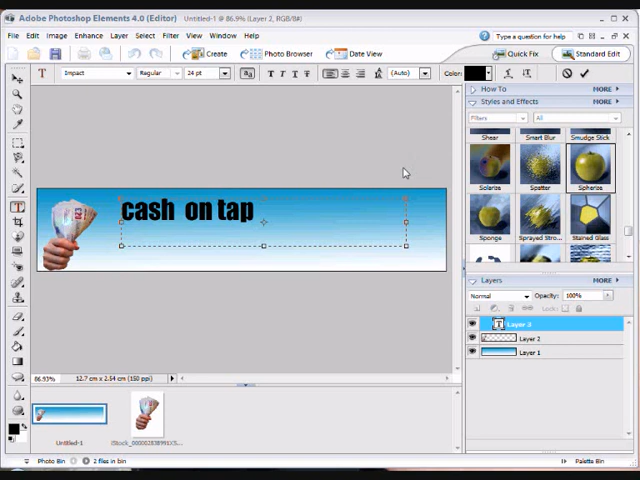 Adobe Photoshop Elements 4.0 (Editor) Untitled-1 @ 86.9% (Layer 2, RGB/8#)
File Edit Image Enhance Layer Select Filter View Window Help Type a question for help
Create Photo Browser Date View Quick Fix Standard Edit
T Impact Regular 24 pt aa T T T T (Auto) Color:
How To MORE
Styles and Effects MORE
Filters All
Shear Smart Blur Smudge Stick
Solarize Spatter Spherize
Sponge Sprayed Stro... Stained Glass
cash on tap
Layers MORE
Normal Opacity: 100%
Lock:
T Layer 3
Layer 2
Layer 1
86.93% 12.7 cm x 2.54 cm (150 ppi)
Untitled-1
Photo Bin 2 files in bin Palette Bin